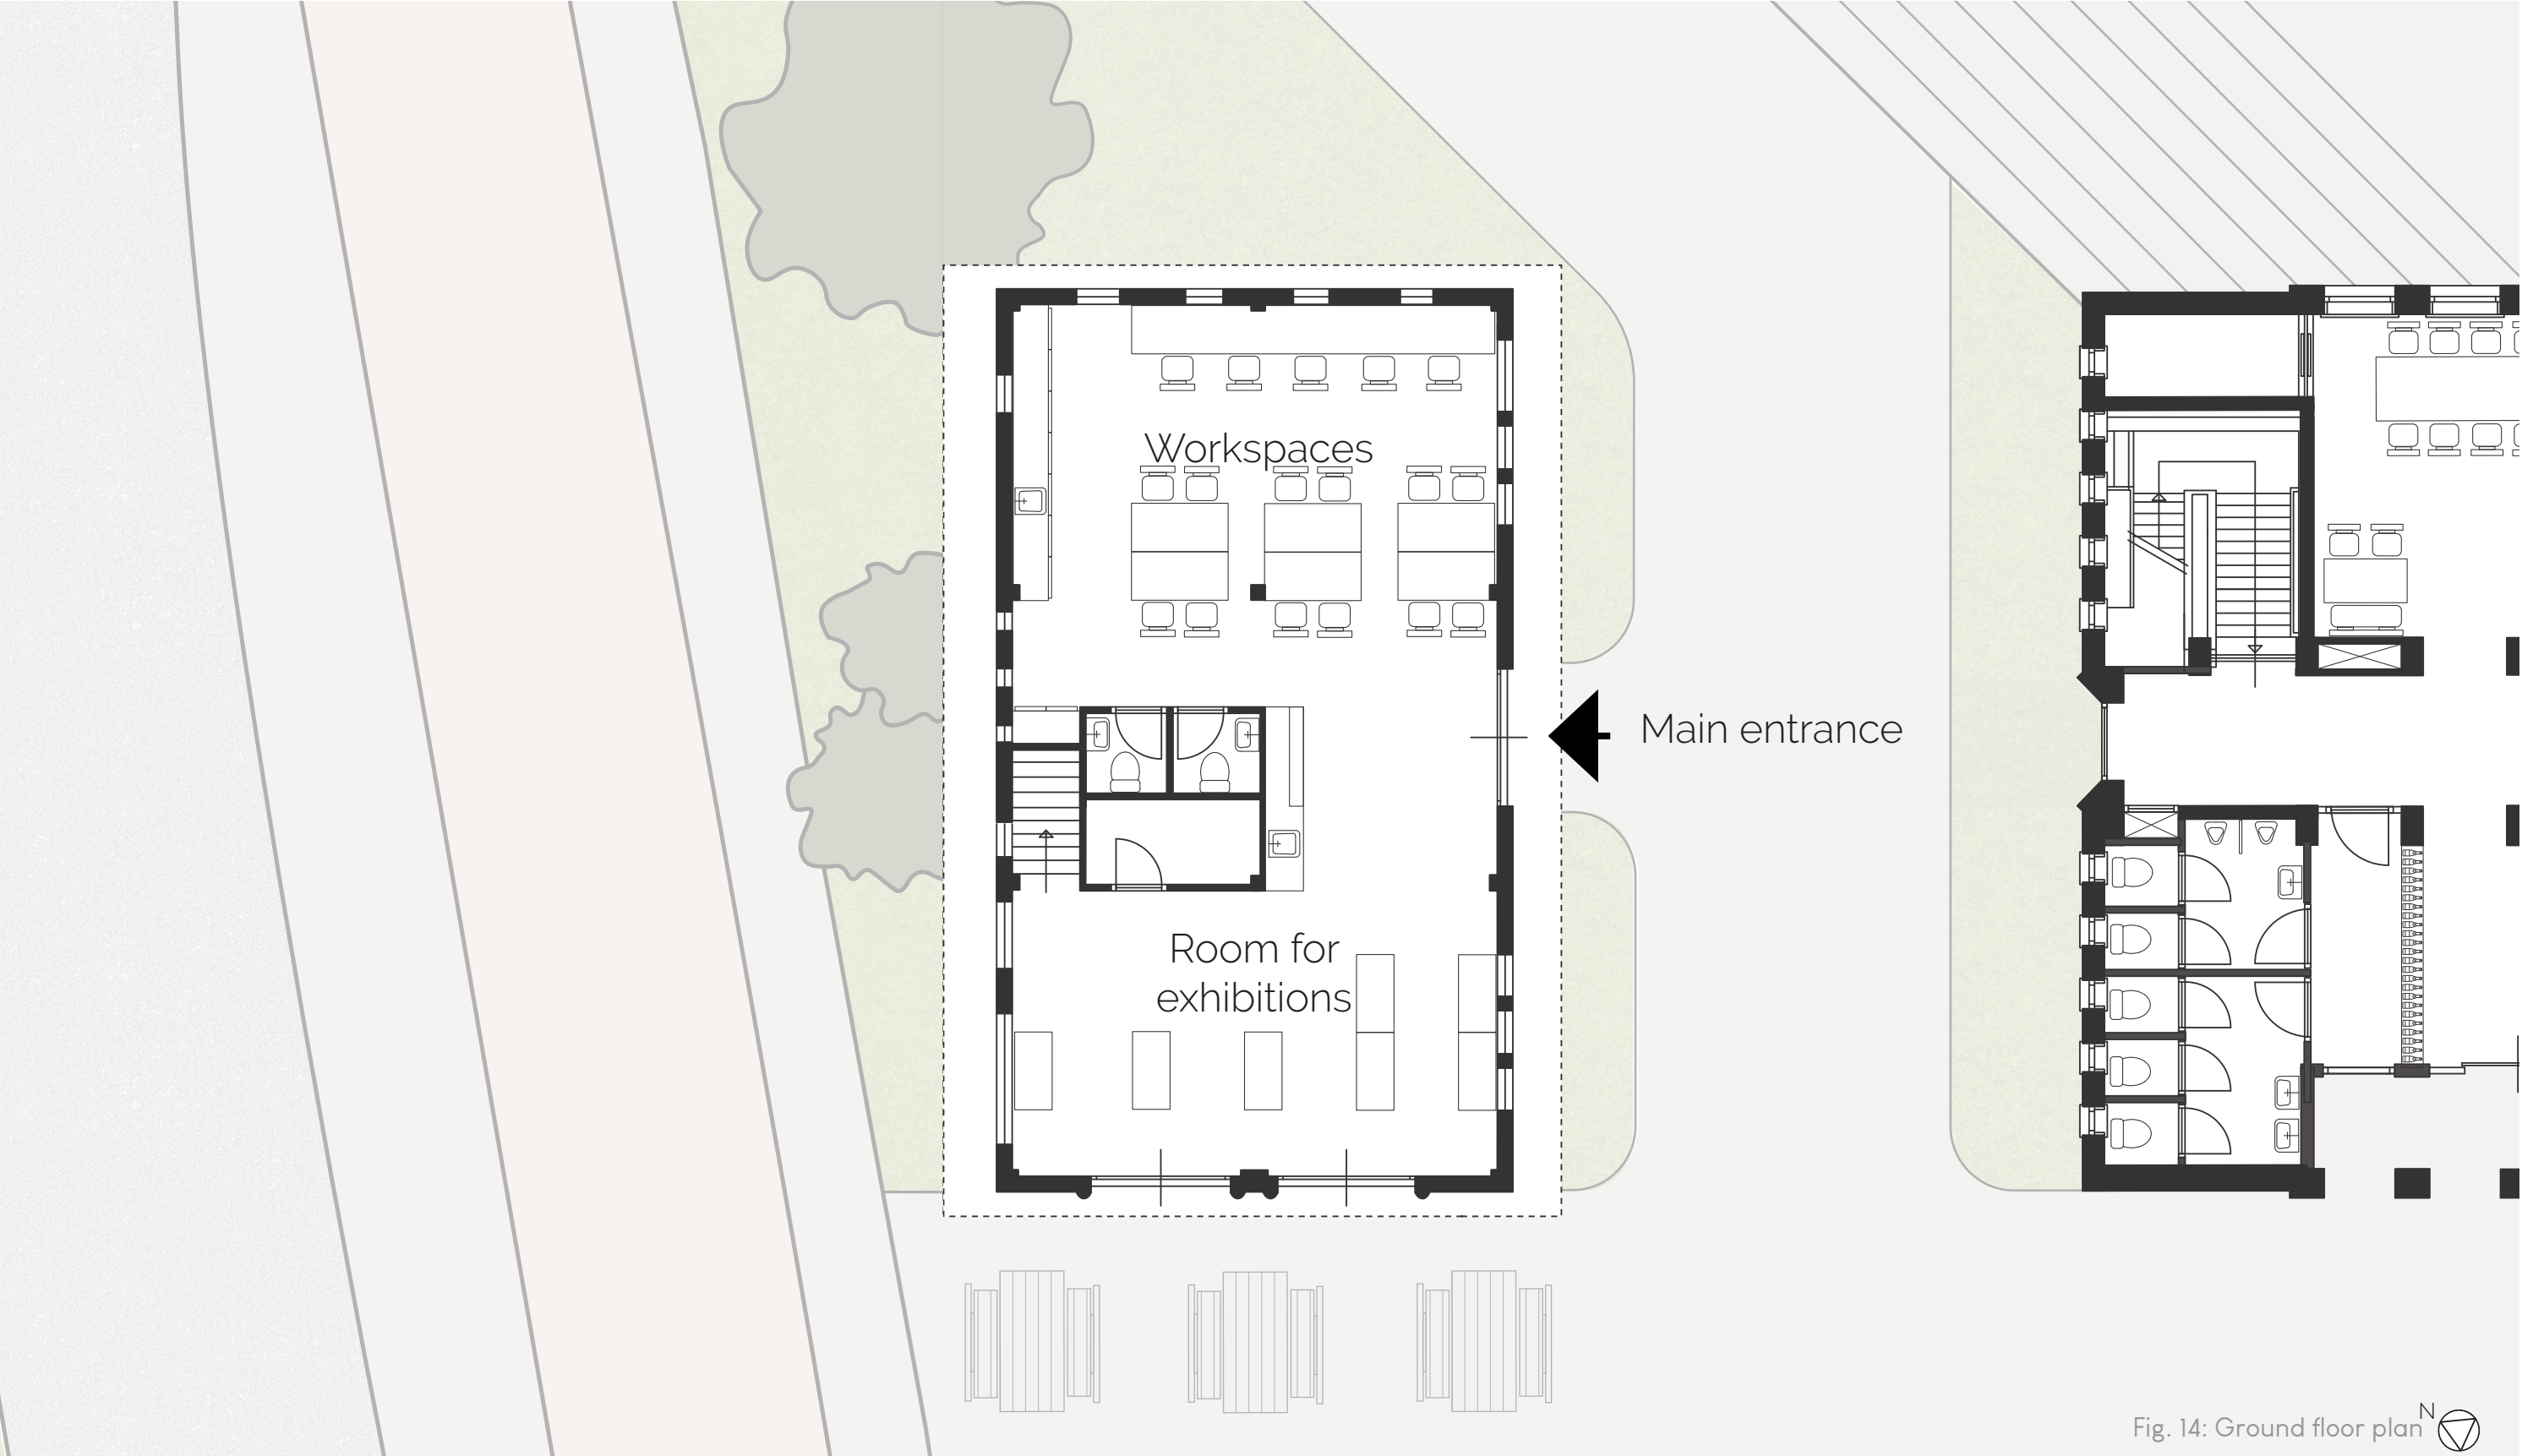 Workspaces
Main entrance
Room for
exhibitions
Fig. 14: Ground floor plan
N